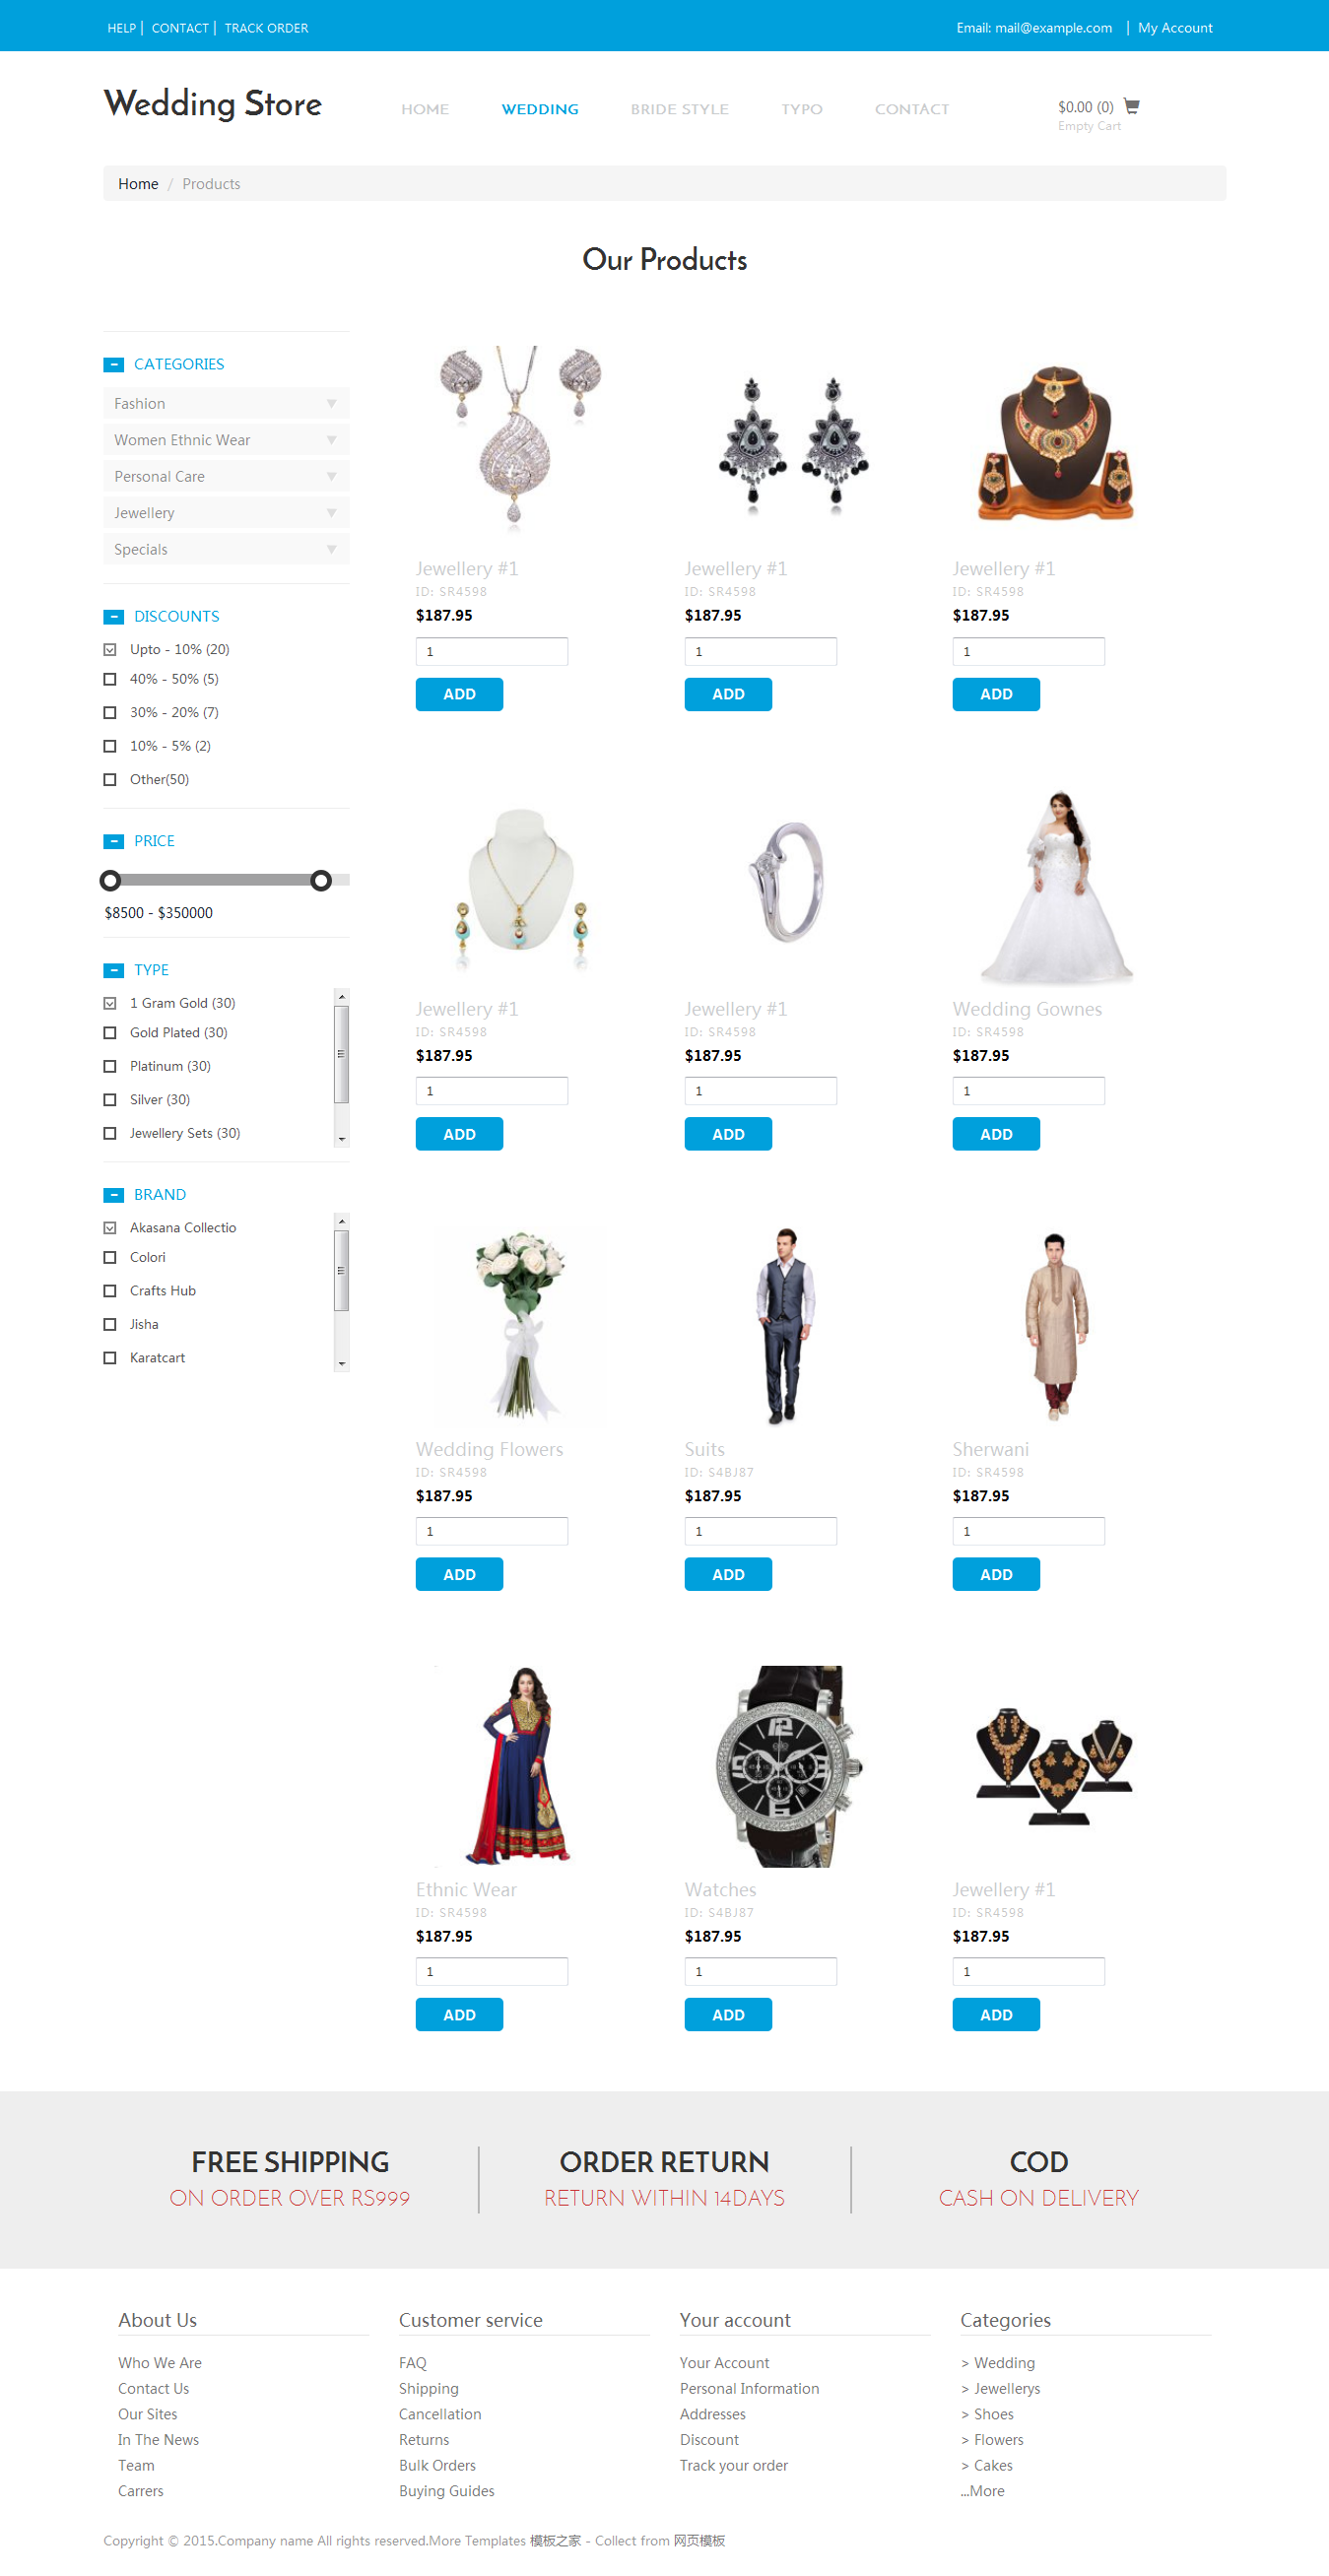 HELP | CONTACT | TRACK ORDER
Email: mail@example.com | My Account
Wedding Store
HOME WEDDING BRIDE STYLE TYPO CONTACT
$0.00 (0)
Empty Cart
Home / Products
Our Products
CATEGORIES
Fashion
Women Ethnic Wear
Personal Care
Jewellery
Specials
DISCOUNTS
Upto - 10% (20)
40% - 50% (5)
30% - 20% (7)
10% - 5% (2)
Other(50)
PRICE
$8500 - $350000
TYPE
1 Gram Gold (30)
Gold Plated (30)
Platinum (30)
Silver (30)
Jewellery Sets (30)
BRAND
Akasana Collectio
Colori
Crafts Hub
Jisha
Karatcart
Jewellery #1 Jewellery #1 Jewellery #1
ID: SR4598 ID: SR4598 ID: SR4598
$187.95 $187.95 $187.95
1 1 1
ADD ADD ADD
Jewellery #1 Jewellery #1 Wedding Gownes
ID: SR4598 ID: SR4598 ID: SR4598
$187.95 $187.95 $187.95
1 1 1
ADD ADD ADD
Wedding Flowers Suits Sherwani
ID: SR4598 ID: S4BJ87 ID: SR4598
$187.95 $187.95 $187.95
1 1 1
ADD ADD ADD
12
Ethnic Wear Watches Jewellery #1
ID: SR4598 ID: S4BJ87 ID: SR4598
$187.95 $187.95 $187.95
1 1 1
ADD ADD ADD
FREE SHIPPING
ON ORDER OVER RS999
ORDER RETURN
RETURN WITHIN 14DAYS
COD
CASH ON DELIVERY
About Us
Who We Are
Contact Us
Our Sites
In The News
Team
Carrers
Customer service
FAQ
Shipping
Cancellation
Returns
Bulk Orders
Buying Guides
Your account
Your Account
Personal Information
Addresses
Discount
Track your order
Categories
> Wedding
> Jewellerys
> Shoes
> Flowers
> Cakes
...More
Copyright © 2015.Company name All rights reserved.More Templates 模板之家 - Collect from 网页模板